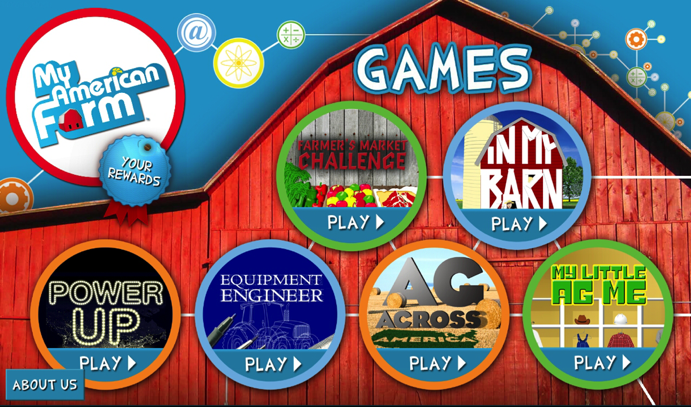 My
American
Farm
YOUR
REWARDS
GAMES
FARMER'S MARKET
CHALLENGE
PLAY
IN MY
BARN
PLAY
POWER
UP
PLAY
EQUIPMENT
ENGINEER
PLAY
AG
ACROSS
AMERICA
PLAY
MY LITTLE
AG ME
PLAY
ABOUT US